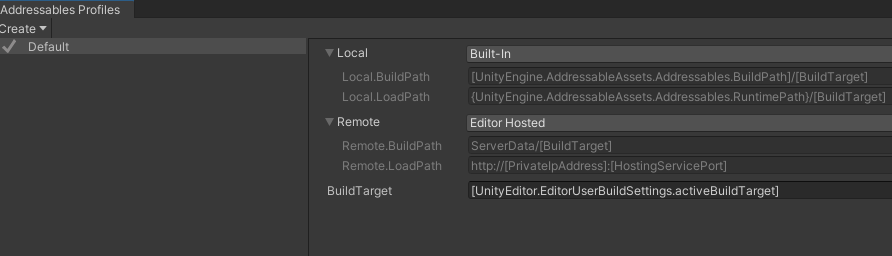 Addressables Profiles
Create
Default
Local Built-In
Local.BuildPath [UnityEngine.AddressableAssets.Addressables.BuildPath]/[BuildTarget]
Local.LoadPath {UnityEngine.AddressableAssets.Addressables.RuntimePath}/[BuildTarget]
Remote Editor Hosted
Remote.BuildPath ServerData/[BuildTarget]
Remote.LoadPath http://[PrivateIpAddress]:[HostingServicePort]
BuildTarget [UnityEditor.EditorUserBuildSettings.activeBuildTarget]